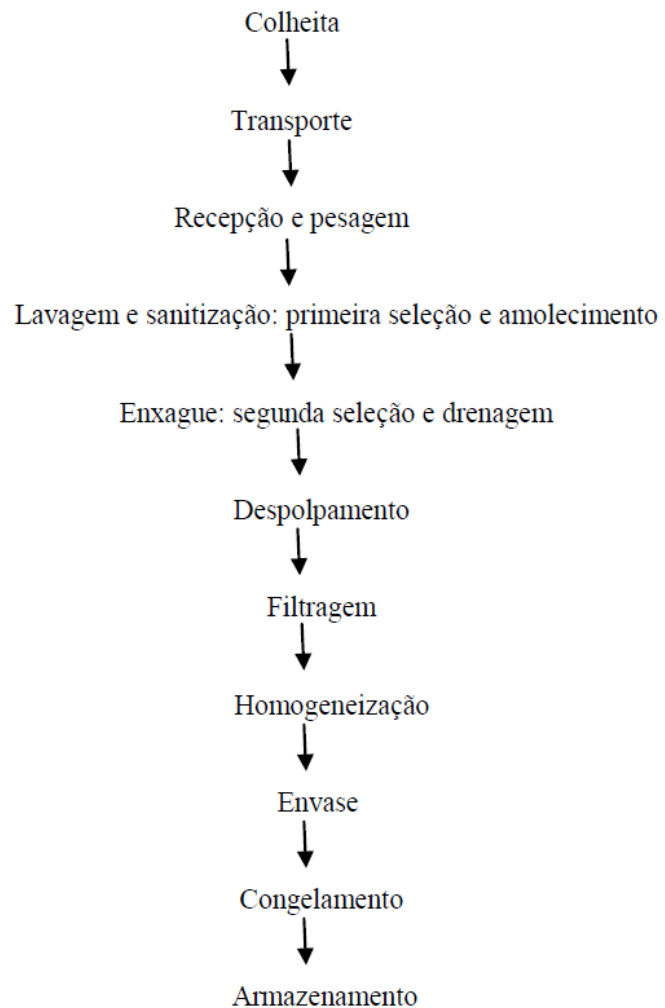 Colheita
Transporte
Recepção e pesagem
Lavagem e sanitização: primeira seleção e amolecimento
Enxague: segunda seleção e drenagem
Despolpamento
Filtragem
Homogeneização
Envase
Congelamento
Armazenamento